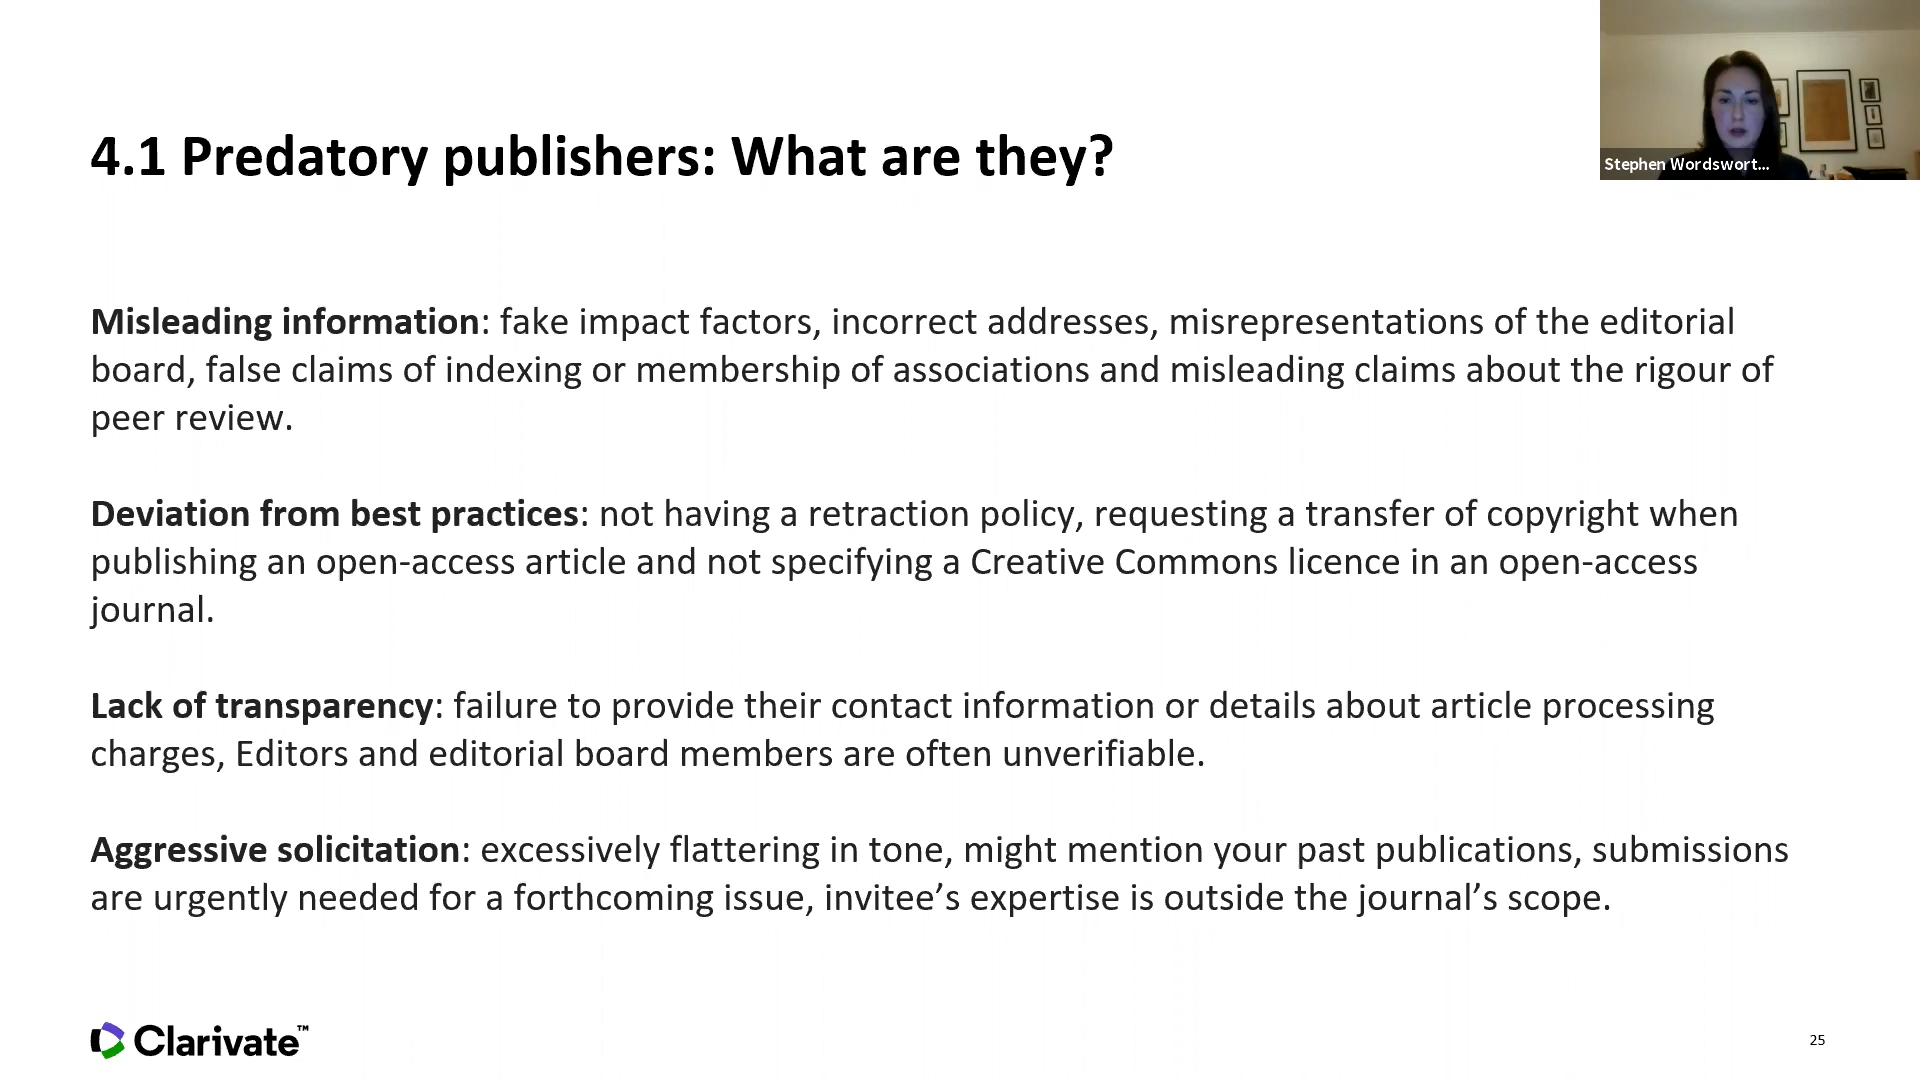 Stephen Wordswort...
4.1 Predatory publishers: What are they?
Misleading information: fake impact factors, incorrect addresses, misrepresentations of the editorial
board, false claims of indexing or membership of associations and misleading claims about the rigour of
peer review.
Deviation from best practices: not having a retraction policy, requesting a transfer of copyright when
publishing an open-access article and not specifying a Creative Commons licence in an open-access
journal.
Lack of transparency: failure to provide their contact information or details about article processing
charges, Editors and editorial board members are often unverifiable.
Aggressive solicitation: excessively flattering in tone, might mention your past publications, submissions
are urgently needed for a forthcoming issue, invitee’s expertise is outside the journal’s scope.
Clarivate™
25